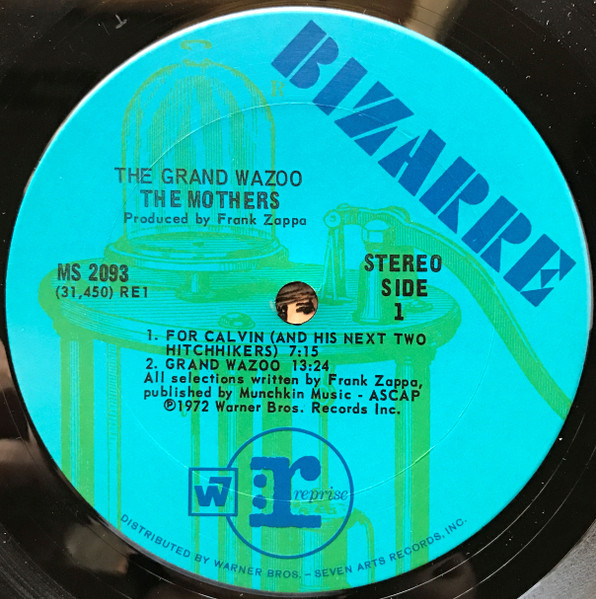 BIZARRE
THE GRAND WAZOO
THE MOTHERS
Produced by Frank Zappa
MS 2093
(31,450) RE1
STEREO
SIDE
1
1. FOR CALVIN (AND HIS NEXT TWO
HITCHHIKERS) 7:15
2. GRAND WAZOO 13:24
All selections written by Frank Zappa,
published by Munchkin Music - ASCAP
℗1972 Warner Bros. Records Inc.
W7
r
reprise
DISTRIBUTED BY WARNER BROS. – SEVEN ARTS RECORDS, INC.